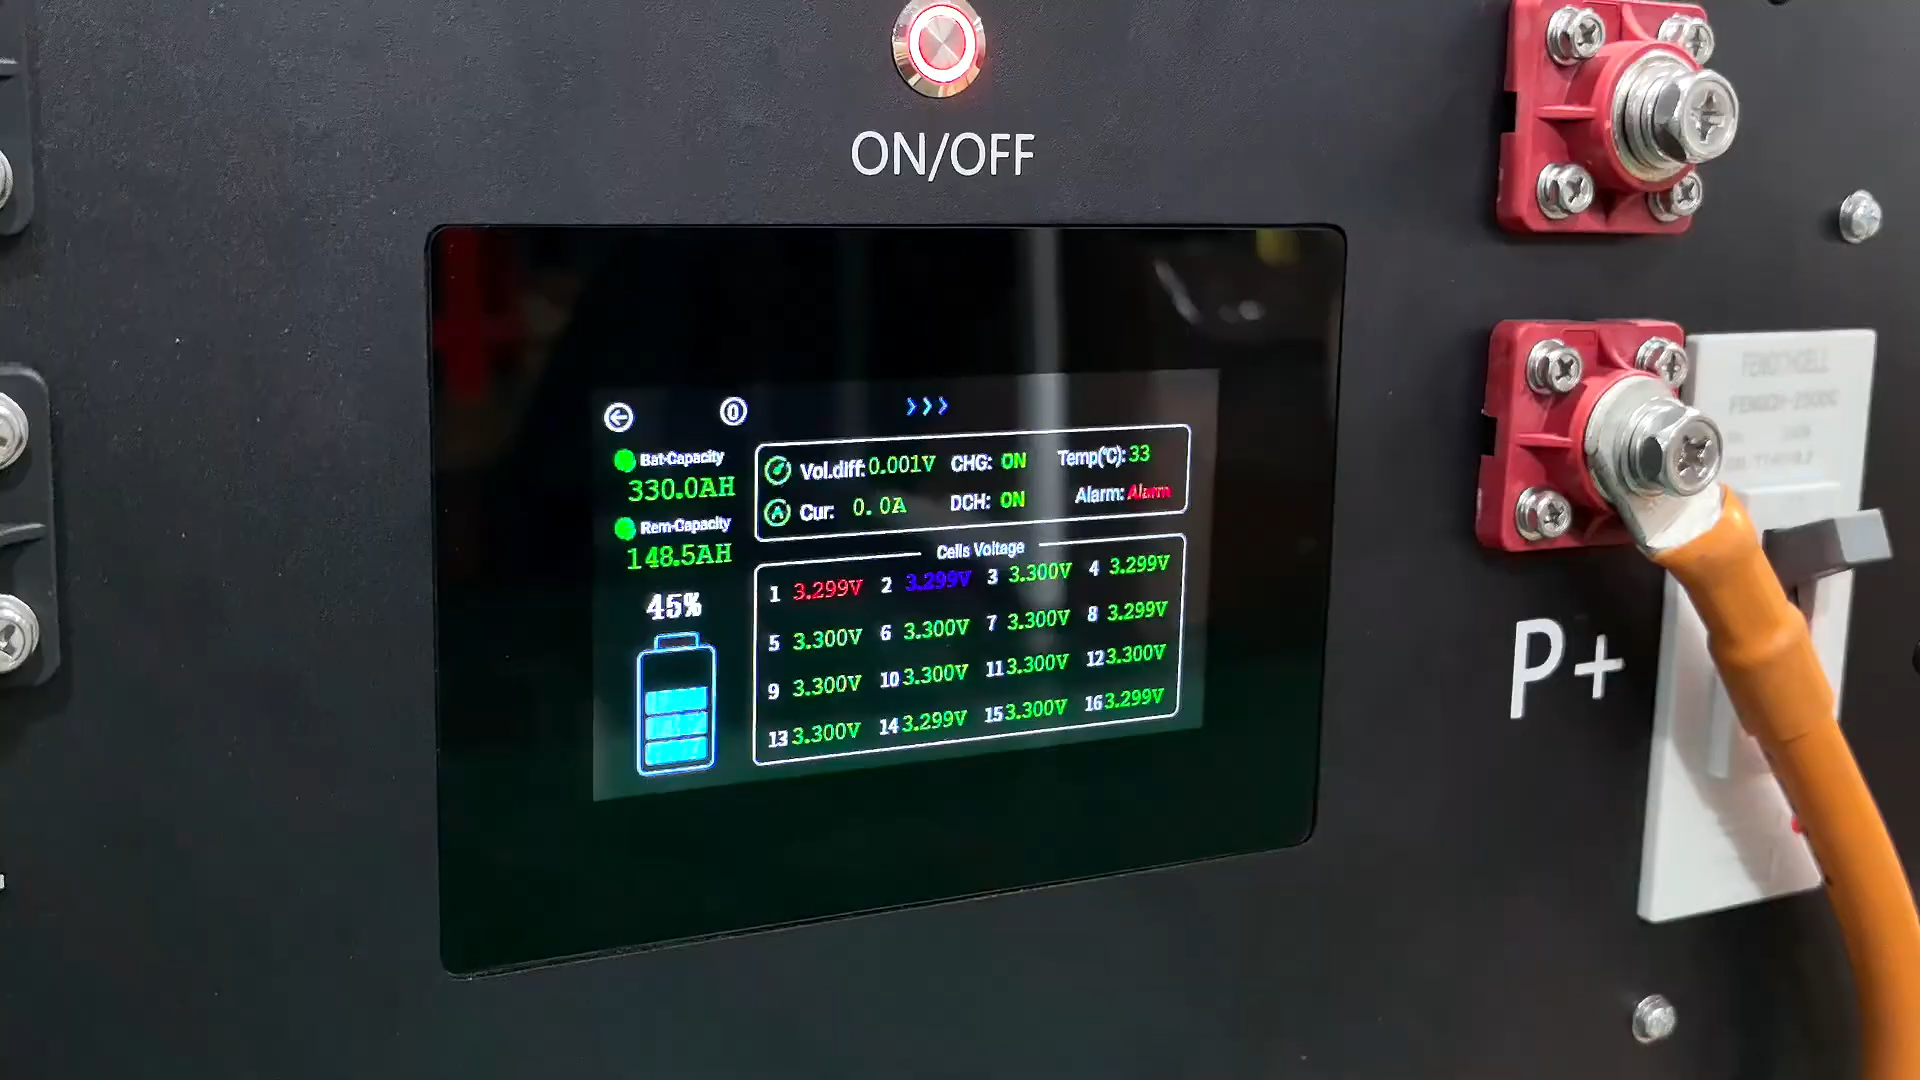 ON/OFF
0
Bat-Capacity
330.0AH
Rem-Capacity
148.5AH
45%
Vol.diff: 0.001V CHG: ON Temp(℃): 33
Cur: 0.0A DCH: ON Alarm: Alarm
Cells Voltage
1 3.299V 2 3.299V 3 3.300V 4 3.299V
5 3.300V 6 3.300V 7 3.300V 8 3.299V
9 3.300V 10 3.300V 11 3.300V 12 3.300V
13 3.300V 14 3.299V 15 3.300V 16 3.299V
P+